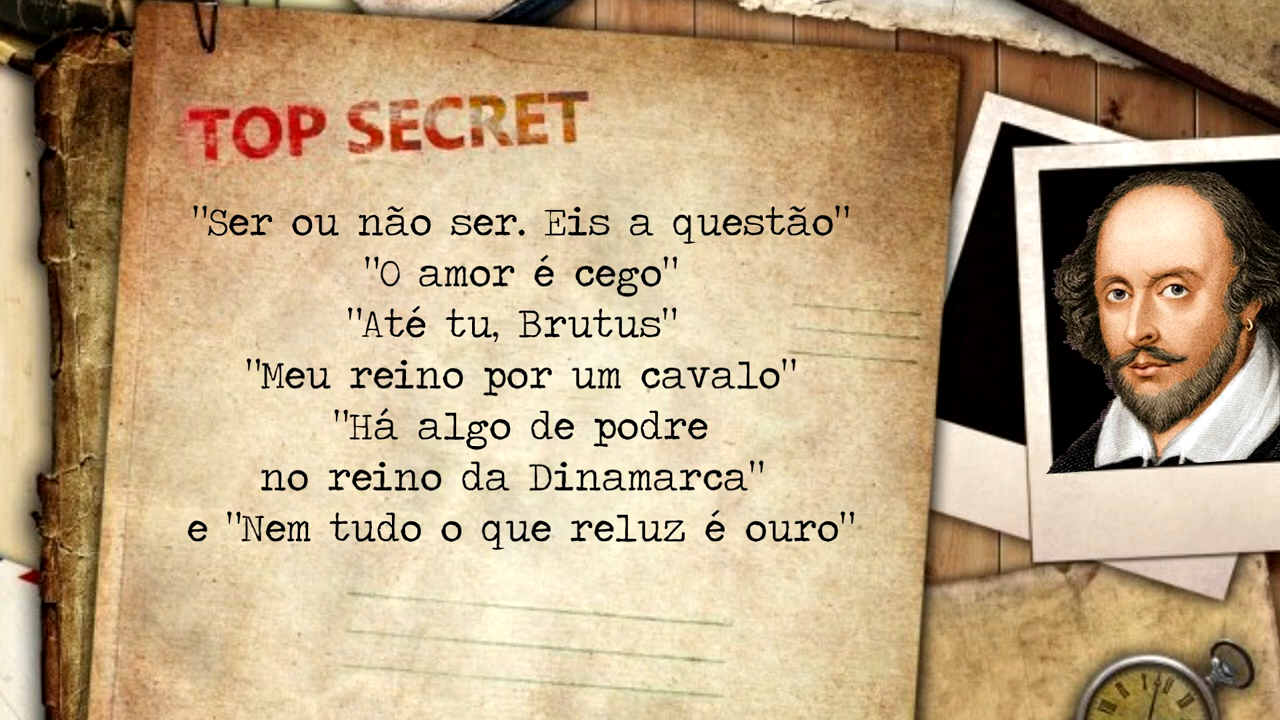 TOP SECRET
"Ser ou não ser. Eis a questão"
"O amor é cego"
"Até tu, Brutus"
"Meu reino por um cavalo"
"Há algo de podre
no reino da Dinamarca"
e "Nem tudo o que reluz é ouro"